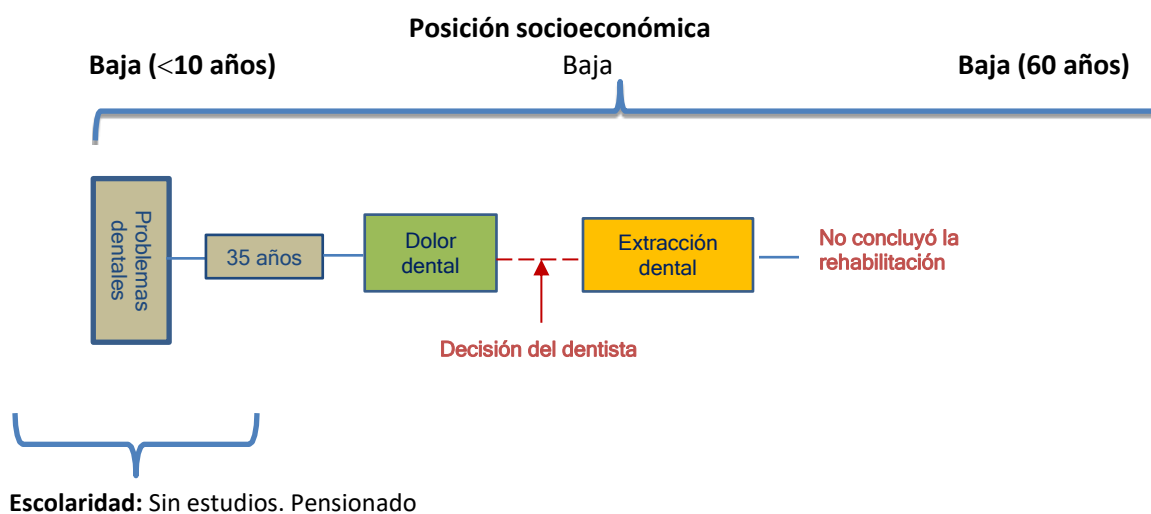 Posición socioeconómica
Baja (<10 años) Baja Baja (60 años)
Problemas
dentales
35 años
Dolor
dental
Extracción
dental
No concluyó la
rehabilitación
Decisión del dentista
Escolaridad: Sin estudios. Pensionado